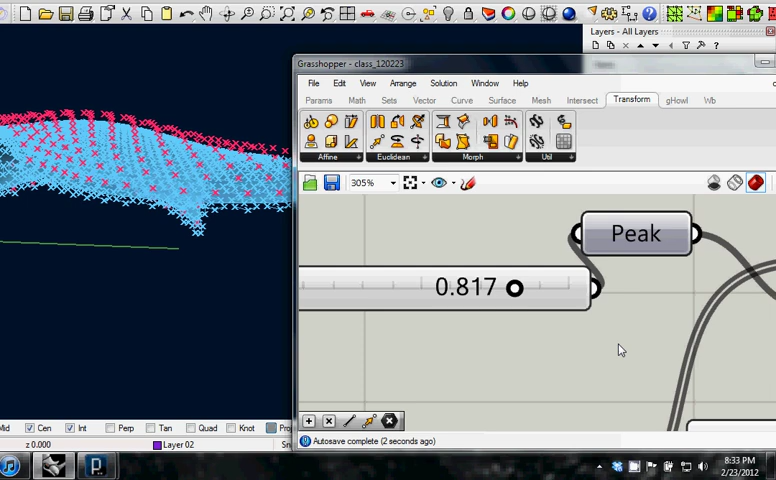 Layers - All Layers
Grasshopper - class_120223
File Edit View Arrange Solution Window Help
Params Math Sets Vector Curve Surface Mesh Intersect Transform gHowl Wb
Affine Euclidean Morph Util
305%
Peak
0.817
Mid Cen Int Perp Tan Quad Knot
z 0.000 Layer 02
Autosave complete (2 seconds ago)
8:33 PM
2/23/2012